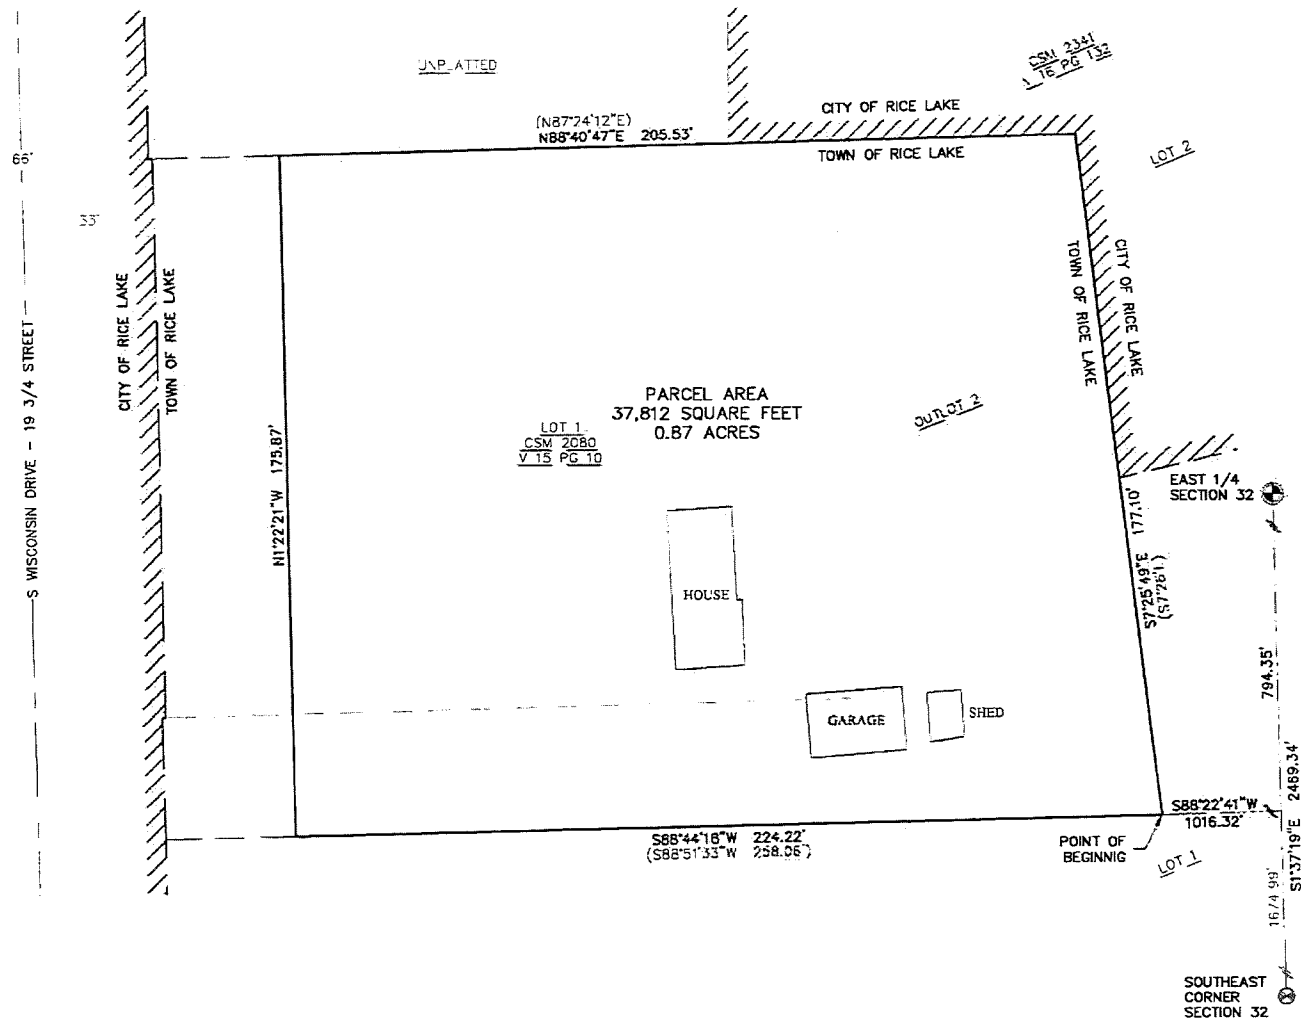 UNPLATTED
CSM 2341
V 16 PG 132
CITY OF RICE LAKE
(N87°24'12"E)
N88°40'47"E 205.53'
TOWN OF RICE LAKE
LOT 2
66'
33'
S WISCONSIN DRIVE - 19 3/4 STREET
CITY OF RICE LAKE
TOWN OF RICE LAKE
TOWN OF RICE LAKE
CITY OF RICE LAKE
PARCEL AREA
37,812 SQUARE FEET
0.87 ACRES
OUTLOT 2
LOT 1
CSM 2080
V 15 PG 10
N1°22'21"W 175.87'
EAST 1/4
SECTION 32
S7°25'49"E 177.10'
(S7°26'1)
HOUSE
GARAGE
SHED
794.35'
S88°22'41"W
1016.32'
S1°37'19"E 2469.34'
S88°44'18"W 224.22'
(S88°51'33"W 258.06')
POINT OF
BEGINNIG
LOT 1
1674.99'
SOUTHEAST
CORNER
SECTION 32